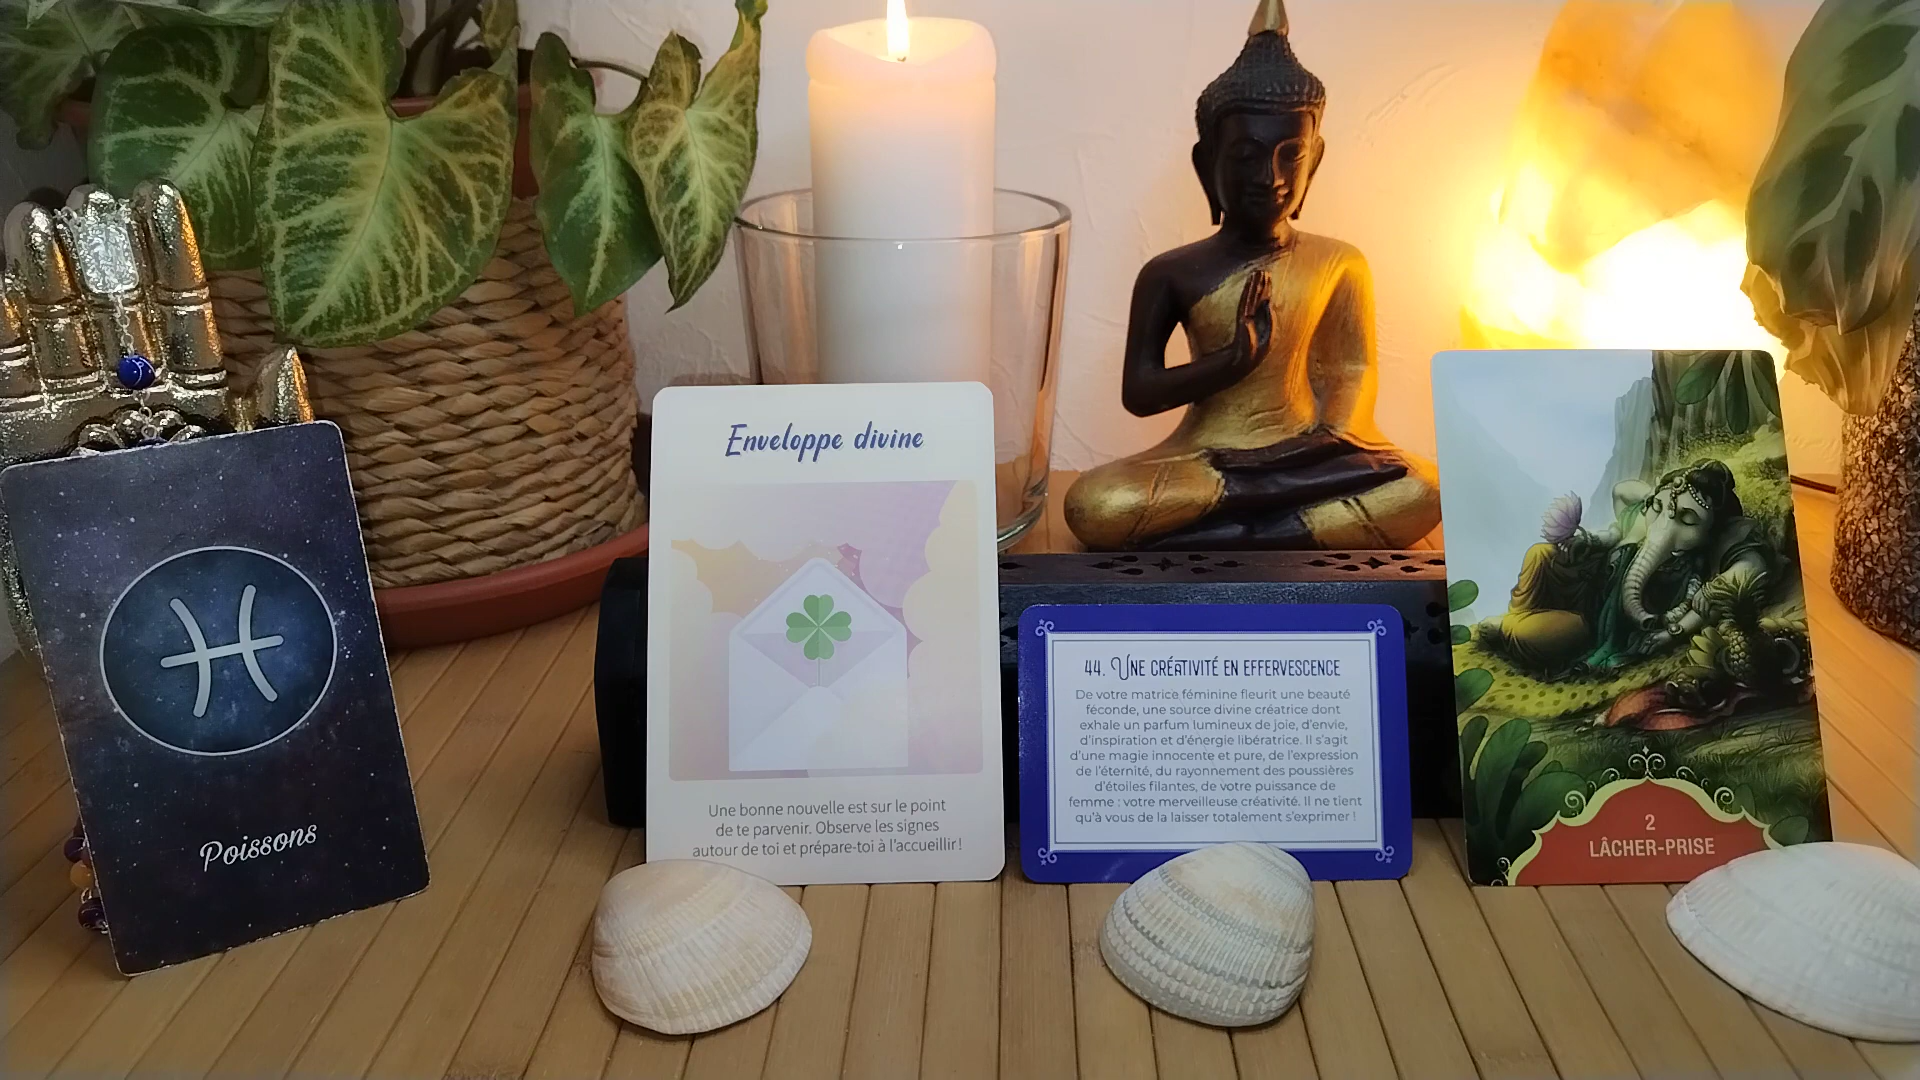 Poissons
Enveloppe divine
Une bonne nouvelle est sur le point
de te parvenir. Observe les signes
autour de toi et prépare-toi à l'accueillir !
44. Une créativité en effervescence
De votre matrice féminine fleurit une beauté
féconde, une source divine créatrice dont
exhale un parfum lumineux de joie, d'envie,
d'inspiration et d'énergie libératrice. Il s'agit
d'une magie innocente et pure, de l'expression
de l'éternité, du rayonnement des poussières
d'étoiles filantes, de votre puissance de
femme : votre merveilleuse créativité. Il ne tient
qu'à vous de la laisser totalement s'exprimer !
2
LÂCHER-PRISE